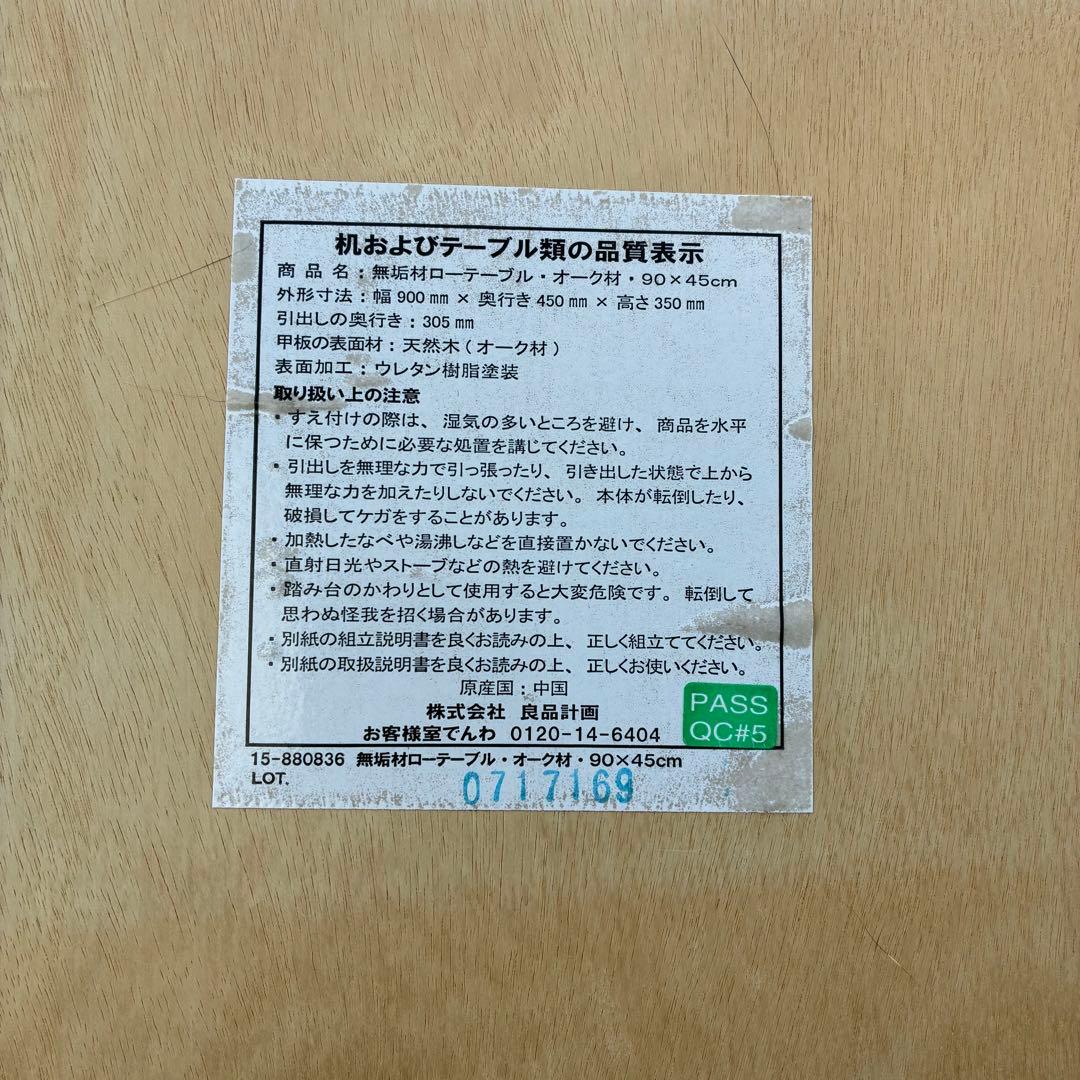 机およびテーブル類の品質表示
商品名：無垢材ローテーブル・オーク材・90×45cm
外形寸法：幅900㎜×奥行き450㎜×高さ350㎜
引出しの奥行き：305㎜
甲板の表面材：天然木(オーク材)
表面加工：ウレタン樹脂塗装
取り扱い上の注意
・すえ付けの際は、湿気の多いところを避け、商品を水平
に保つために必要な処置を講じてください。
・引出しを無理な力で引っ張ったり、引き出した状態で上から
無理な力を加えたりしないでください。本体が転倒したり、
破損してケガをすることがあります。
・加熱したなべや湯沸しなどを直接置かないでください。
・直射日光やストーブなどの熱を避けてください。
・踏み台のかわりとして使用すると大変危険です。転倒して
思わぬ怪我を招く場合があります。
・別紙の組立説明書を良くお読みの上、正しく組立ててください。
・別紙の取扱説明書を良くお読みの上、正しくお使いください。
原産国：中国
株式会社 良品計画
お客様室でんわ 0120-14-6404
PASS
QC#5
15-880836 無垢材ローテーブル・オーク材・90×45cm
LOT. 0717169